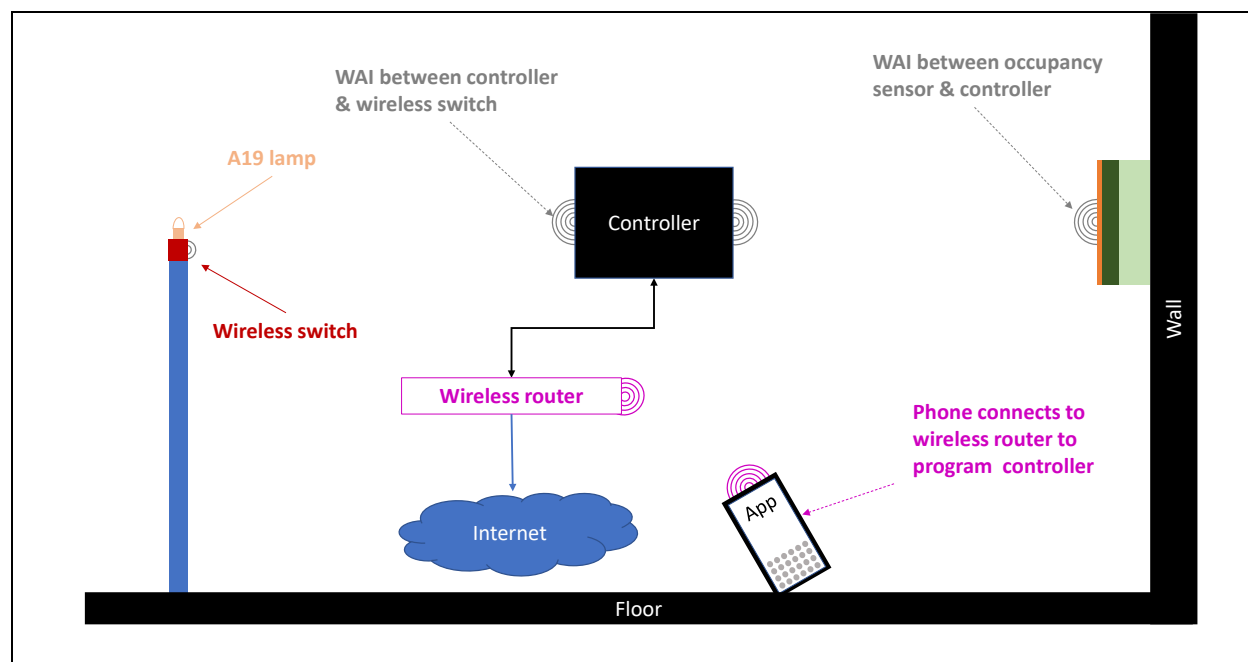 WAI between controller
& wireless switch
WAI between occupancy
sensor & controller
A19 lamp
Controller
Wireless switch
Wall
Wireless router
Phone connects to
wireless router to
program controller
App
Internet
Floor